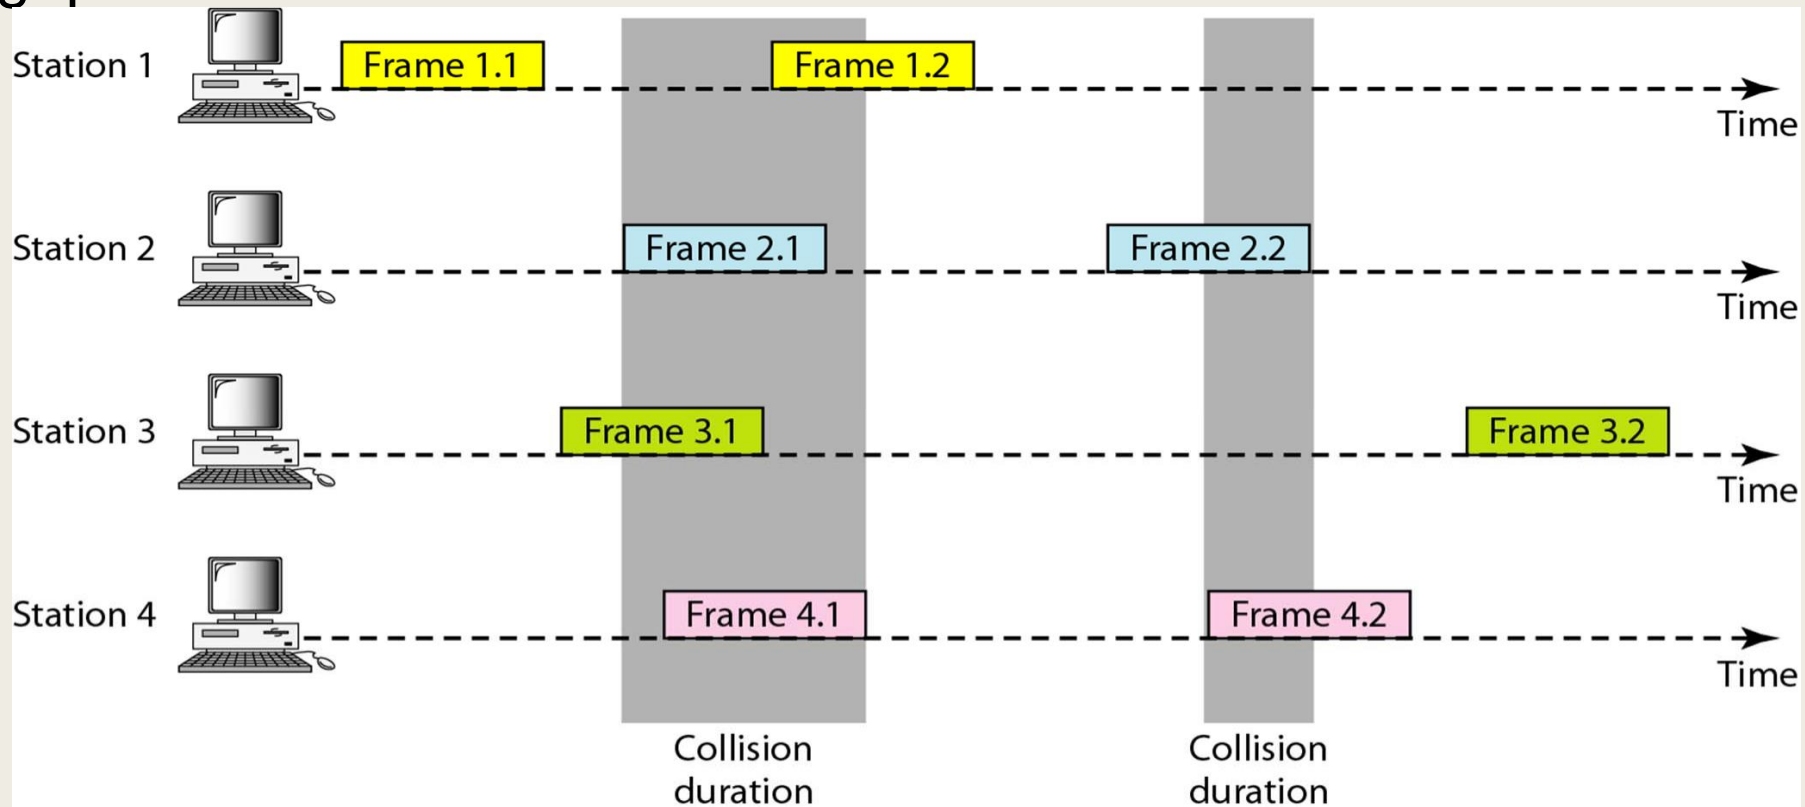 Station 1
Frame 1.1
Frame 1.2
Time
Station 2
Frame 2.1
Frame 2.2
Time
Station 3
Frame 3.1
Frame 3.2
Time
Station 4
Frame 4.1
Frame 4.2
Time
Collision
duration
Collision
duration